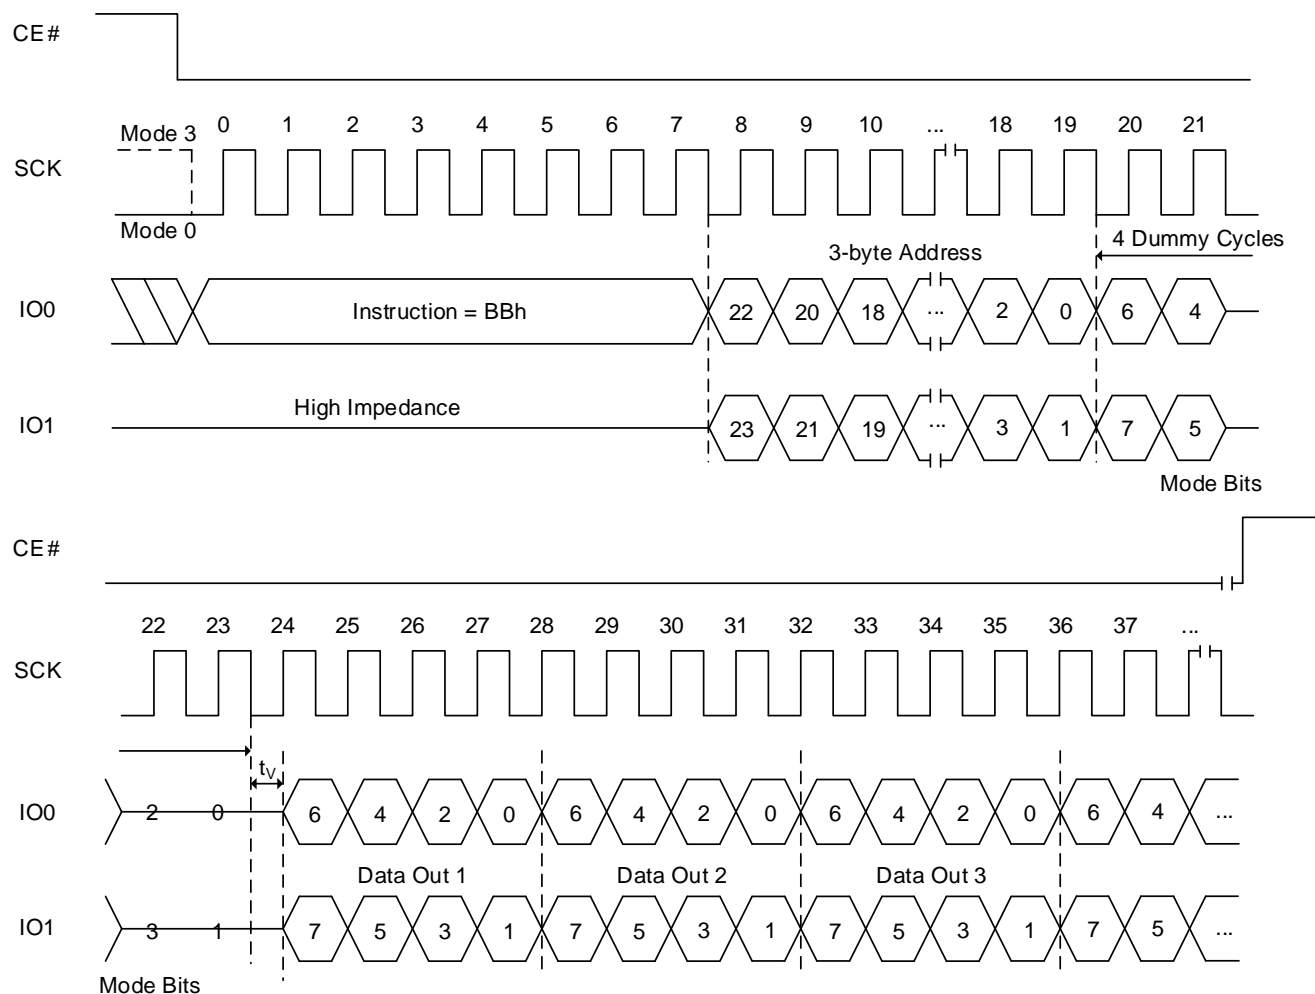 CE#
Mode 3 0 1 2 3 4 5 6 7 8 9 10 ... 18 19 20 21
SCK
Mode 0
3-byte Address 4 Dummy Cycles
IO0 Instruction = BBh 22 20 18 ... 2 0 6 4
High Impedance
IO1 23 21 19 ... 3 1 7 5
Mode Bits
CE#
22 23 24 25 26 27 28 29 30 31 32 33 34 35 36 37 ...
SCK
tV
IO0 2 0 6 4 2 0 6 4 2 0 6 4 2 0 6 4 ...
Data Out 1 Data Out 2 Data Out 3
IO1 3 1 7 5 3 1 7 5 3 1 7 5 3 1 7 5 ...
Mode Bits